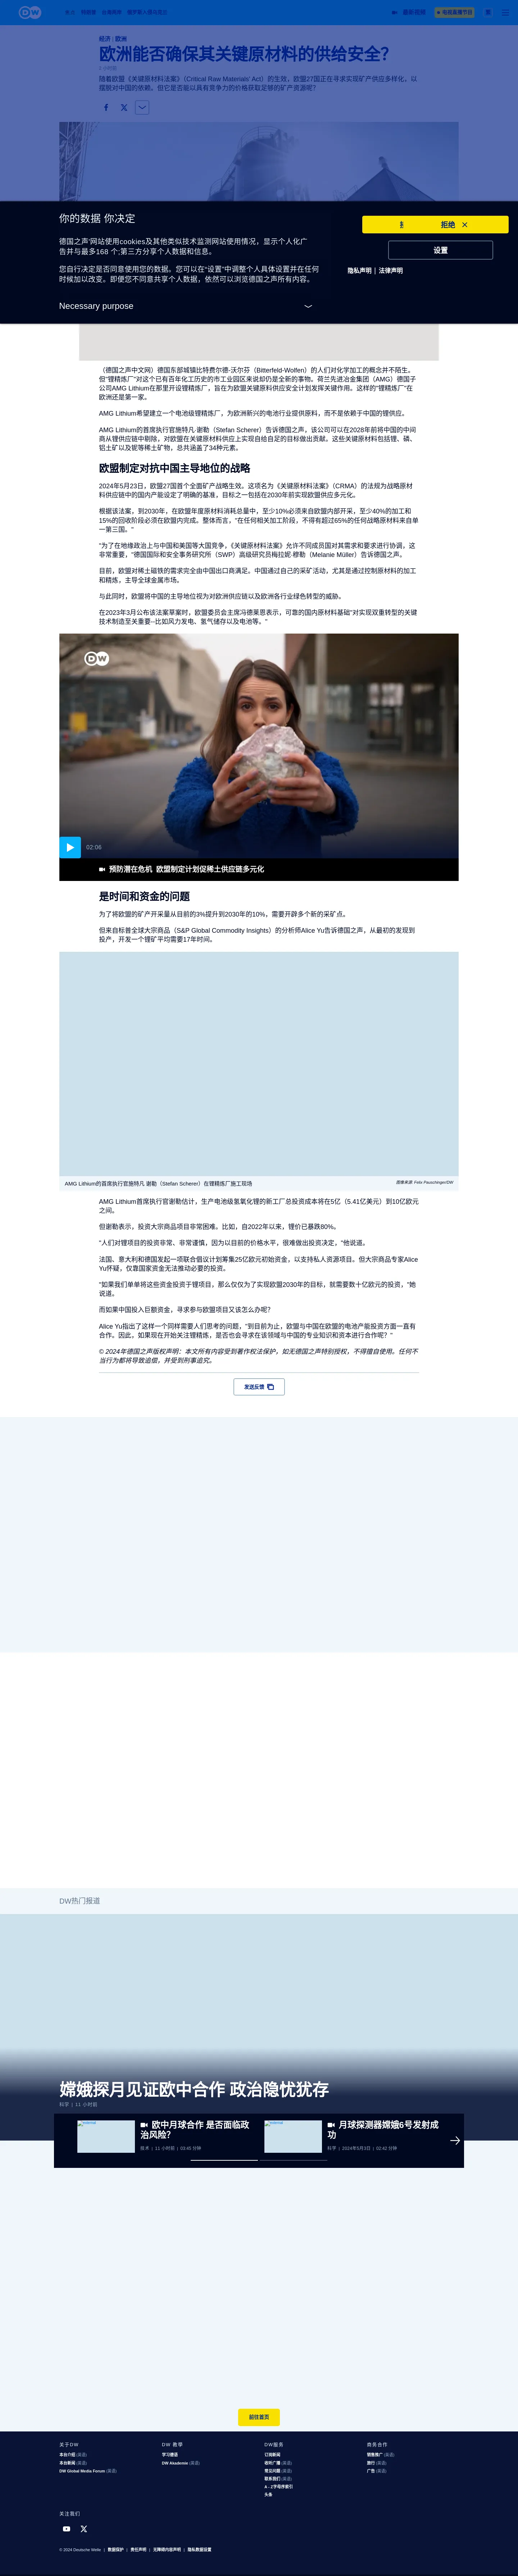 DW
经济 | 欧洲
欧洲能否确保其关键原材料的供给安全？
随着欧盟《关键原材料法案》（Critical Raw Materials' Act）的生效，欧盟27国正在寻求实现矿产供应多样化，以
摆脱对中国的依赖。但它是否能以具有竞争力的价格获取足够的矿产资源呢？
你的数据 你决定
德国之声'网站使用cookies及其他类似技术监测网站使用情况，显示个人化广
告并与最多168 个;第三方分享个人数据和信息。
您自行决定是否同意使用您的数据。您可以在"设置"中调整个人具体设置并在任何
时候加以改变。即便您不同意共享个人数据，依然可以浏览德国之声所有内容。
Necessary purpose
拒绝
设置
隐私声明 | 法律声明
（德国之声中文网）德国东部城镇比特费尔德-沃尔芬（Bitterfeld-Wolfen）的人们对化学加工的概念并不陌生。
但"锂精炼厂"对这个已有百年化工历史的市工业园区来说却仍是全新的事物。荷兰先进冶金集团（AMG）德国子
公司AMG Lithium在那里开设锂精炼厂，旨在为欧盟关键原料供应安全计划发挥关键作用。这样的"锂精炼厂"在
欧洲还是第一家。
AMG Lithium希望建立一个电池级锂精炼厂，为欧洲新兴的电池行业提供原料，而不是依赖于中国的锂供应。
AMG Lithium的首席执行官施特凡·谢勒（Stefan Scherer）告诉德国之声，该公司可以在2028年前将中国的中间
商从锂供应链中剔除，对欧盟在关键原材料供应上实现自给自足的目标做出贡献。这些关键原材料包括锂、磷、
铝土矿以及铌等稀土矿物，总共涵盖了34种元素。
欧盟制定对抗中国主导地位的战略
2024年5月23日，欧盟27国首个全面矿产战略生效。这项名为《关键原材料法案》（CRMA）的法规为战略原材
料供应链中的国内产能设定了明确的基准，目标之一包括在2030年前实现欧盟供应多元化。
根据该法案，到2030年，在欧盟年度原材料消耗总量中，至少10%必须来自欧盟内部开采，至少40%的加工和
15%的回收阶段必须在欧盟内完成。整体而言，"在任何相关加工阶段，不得有超过65%的任何战略原材料来自单
一第三国。"
"为了在地缘政治上与中国和美国等大国竞争，《关键原材料法案》允许不同成员国对其需求和要求进行协调，这
非常重要，"德国国际和安全事务研究所（SWP）高级研究员梅拉妮·穆勒（Melanie Müller）告诉德国之声。
目前，欧盟对稀土磁铁的需求完全由中国出口商满足。中国通过自己的采矿活动，尤其是通过控制原材料的加工
和精炼，主导全球金属市场。
与此同时，欧盟将中国的主导地位视为对欧洲供应链以及欧洲各行业绿色转型的威胁。
在2023年3月公布该法案草案时，欧盟委员会主席冯德莱恩表示，可靠的国内原材料基础"对实现双重转型的关键
技术制造至关重要--比如风力发电、氢气储存以及电池等。"
DW
02:06
预防潜在危机 欧盟制定计划促稀土供应链多元化
是时间和资金的问题
为了将欧盟的矿产开采量从目前的3%提升到2030年的10%，需要开辟多个新的采矿点。
但来自标普全球大宗商品（S&P Global Commodity Insights）的分析师Alice Yu告诉德国之声，从最初的发现到
投产，开发一个锂矿平均需要17年时间。
AMG Lithium的首席执行官施特凡 谢勒（Stefan Scherer）在锂精炼厂施工现场
图像来源: Felix Pauschinger/DW
AMG Lithium首席执行官谢勒估计，生产电池级氢氧化锂的新工厂总投资成本将在5亿（5.41亿美元）到10亿欧元
之间。
但谢勒表示，投资大宗商品项目非常困难。比如，自2022年以来，锂价已暴跌80%。
"人们对锂项目的投资非常、非常谨慎，因为以目前的价格水平，很难做出投资决定，"他说道。
法国、意大利和德国发起一项联合倡议计划筹集25亿欧元初始资金，以支持私人资源项目。但大宗商品专家Alice
Yu怀疑，仅靠国家资金无法推动必要的投资。
"如果我们单单将这些资金投资于锂项目，那么仅仅为了实现欧盟2030年的目标，就需要数十亿欧元的投资，"她
说道。
而如果中国投入巨额资金，寻求参与欧盟项目又该怎么办呢？
Alice Yu指出了这样一个同样需要人们思考的问题，"到目前为止，欧盟与中国在欧盟的电池产能投资方面一直有
合作。因此，如果现在开始关注锂精炼，是否也会寻求在该领域与中国的专业知识和资本进行合作呢？"
© 2024年德国之声版权声明：本文所有内容受到著作权法保护，如无德国之声特别授权，不得擅自使用。任何不
当行为都将导致追偿，并受到刑事追究。
发送反馈
DW热门报道
嫦娥探月见证欧中合作 政治隐忧犹存
科学 | 11 小时前
欧中月球合作 是否面临政
治风险？
技术 | 11 小时前 | 03:45 分钟
月球探测器嫦娥6号发射成
功
科学 | 2024年5月3日 | 02:42 分钟
前往首页
关于DW
本台介绍 (英语)
本台新闻 (英语)
DW Global Media Forum (英语)
DW 教学
学习德语
DW Akademie (英语)
DW服务
订阅新闻
收听广播 (英语)
常见问题 (英语)
联系我们 (英语)
A - Z字母序索引
头条
商务合作
销售推广 (英语)
旅行 (英语)
广告 (英语)
关注我们
© 2024 Deutsche Welle | 数据保护 | 责任声明 | 无障碍内容声明 | 隐私数据设置